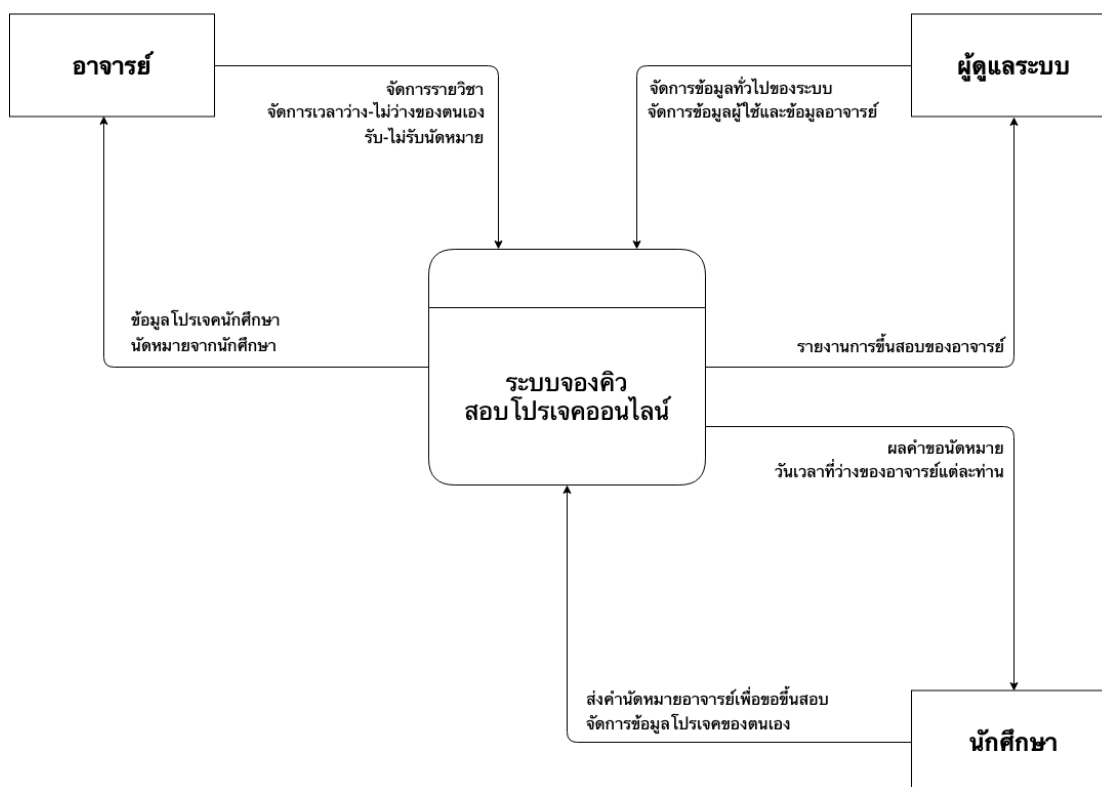 อาจารย์
ผู้ดูแลระบบ
จัดการรายวิชา
จัดการเวลาว่าง-ไม่ว่างของตนเอง
รับ-ไม่รับนัดหมาย
จัดการข้อมูลทั่วไปของระบบ
จัดการข้อมูลผู้ใช้และข้อมูลอาจารย์
ข้อมูลโปรเจคนักศึกษา
นัดหมายจากนักศึกษา
รายงานการขึ้นสอบของอาจารย์
ระบบจองคิว
สอบโปรเจคออนไลน์
ผลคำขอนัดหมาย
วันเวลาที่ว่างของอาจารย์แต่ละท่าน
ส่งคำนัดหมายอาจารย์เพื่อขอขึ้นสอบ
จัดการข้อมูลโปรเจคของตนเอง
นักศึกษา